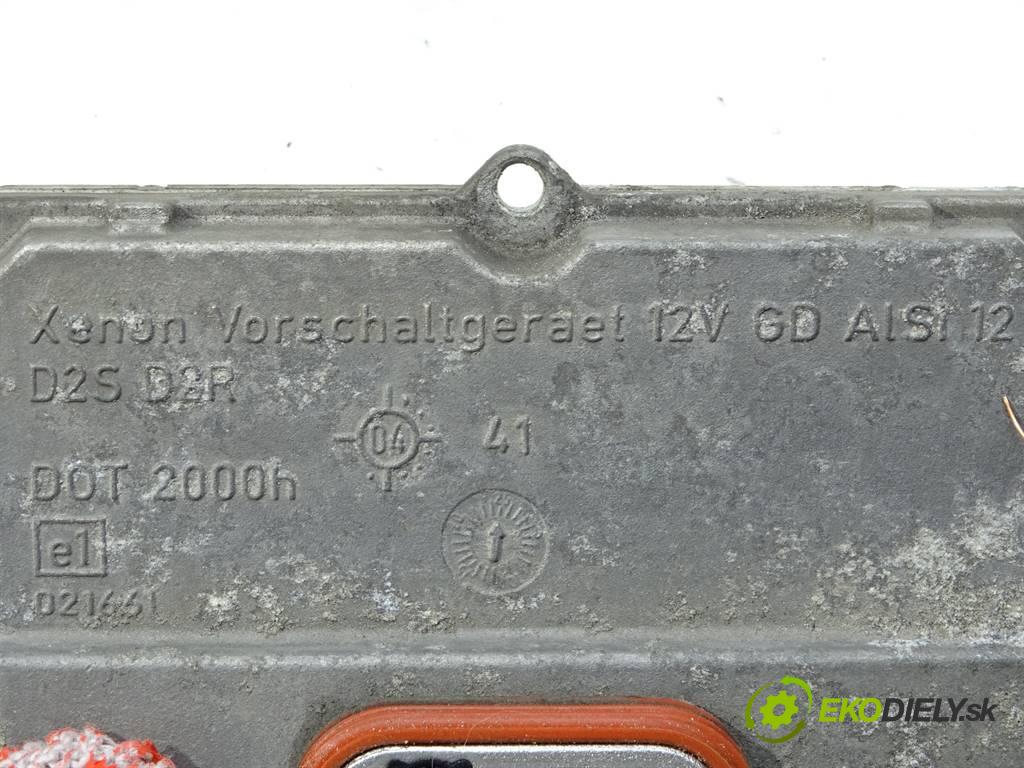 Xenon Vorschaltgeraet 12V GD AlSi 12
D2S D2R
04 41
DOT 2000h
e1
021661
EKODIELY.sk